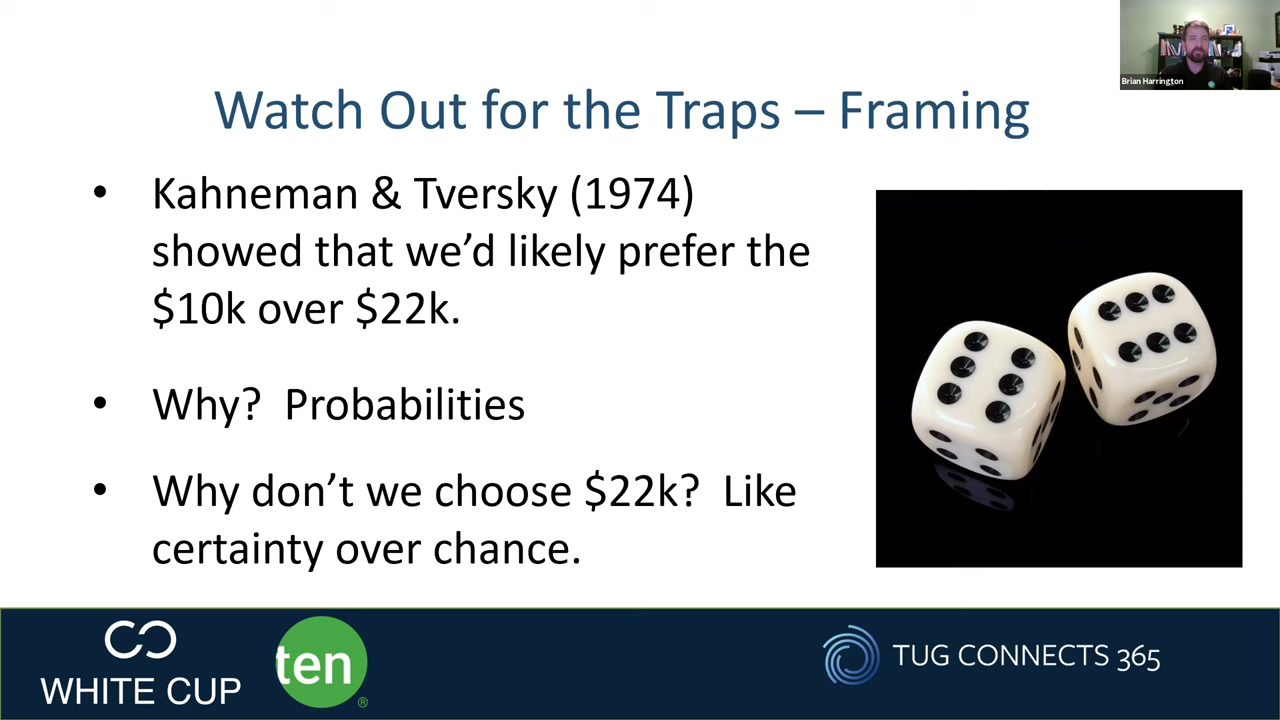 Brian Harrington
Watch Out for the Traps – Framing
• Kahneman & Tversky (1974)
showed that we’d likely prefer the
$10k over $22k.
• Why?  Probabilities
• Why don’t we choose $22k?  Like
certainty over chance.
WHITE CUP
ten®
TUG CONNECTS 365